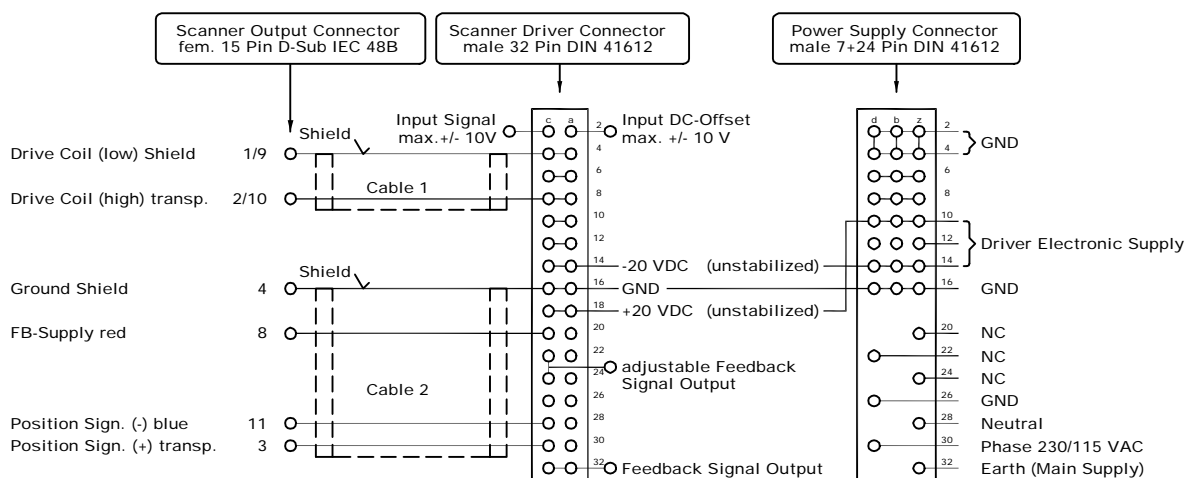 Scanner Output Connector
fem. 15 Pin D-Sub IEC 48B
Scanner Driver Connector
male 32 Pin DIN 41612
Power Supply Connector
male 7+24 Pin DIN 41612
Input Signal
max.+/- 10V
c a
Input DC-Offset
max. +/- 10 V
d b z
2
4
6
8
10
12
14
16
18
20
22
24
26
28
30
32
Shield
Drive Coil (low) Shield 1/9
Cable 1
Drive Coil (high) transp. 2/10
Shield
Ground Shield 4
FB-Supply red 8
Cable 2
Position Sign. (-) blue 11
Position Sign. (+) transp. 3
-20 VDC (unstabilized)
GND
+20 VDC (unstabilized)
adjustable Feedback
Signal Output
Feedback Signal Output
2
4
6
8
10
12
14
16
20
22
24
26
28
30
32
GND
Driver Electronic Supply
GND
NC
NC
NC
GND
Neutral
Phase 230/115 VAC
Earth (Main Supply)